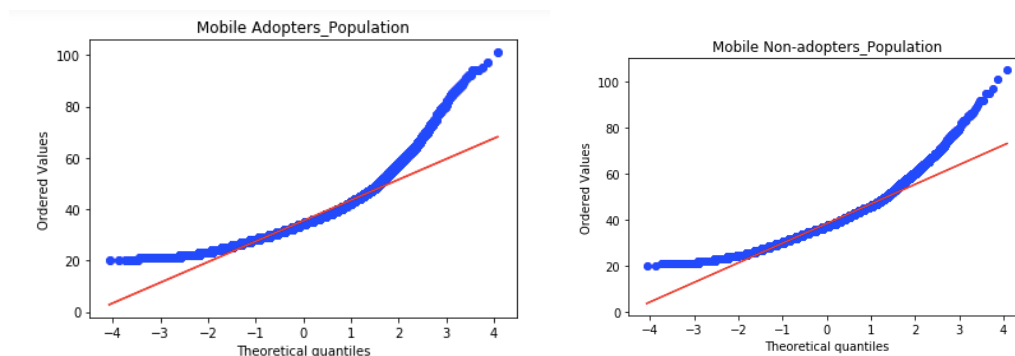 Mobile Adopters_Population
100
80
60
40
20
0
Ordered Values
−4 −3 −2 −1 0 1 2 3 4
Theoretical quantiles
Mobile Non-adopters_Population
100
80
60
40
20
0
Ordered Values
−4 −3 −2 −1 0 1 2 3 4
Theoretical quantiles